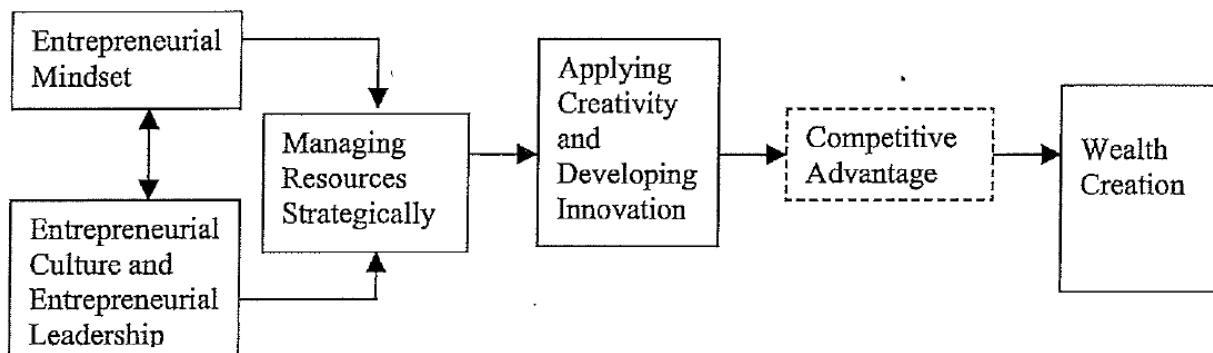 Entrepreneurial
Mindset
Entrepreneurial
Culture and
Entrepreneurial
Leadership
Managing
Resources
Strategically
Applying
Creativity
and
Developing
Innovation
Competitive
Advantage
Wealth
Creation